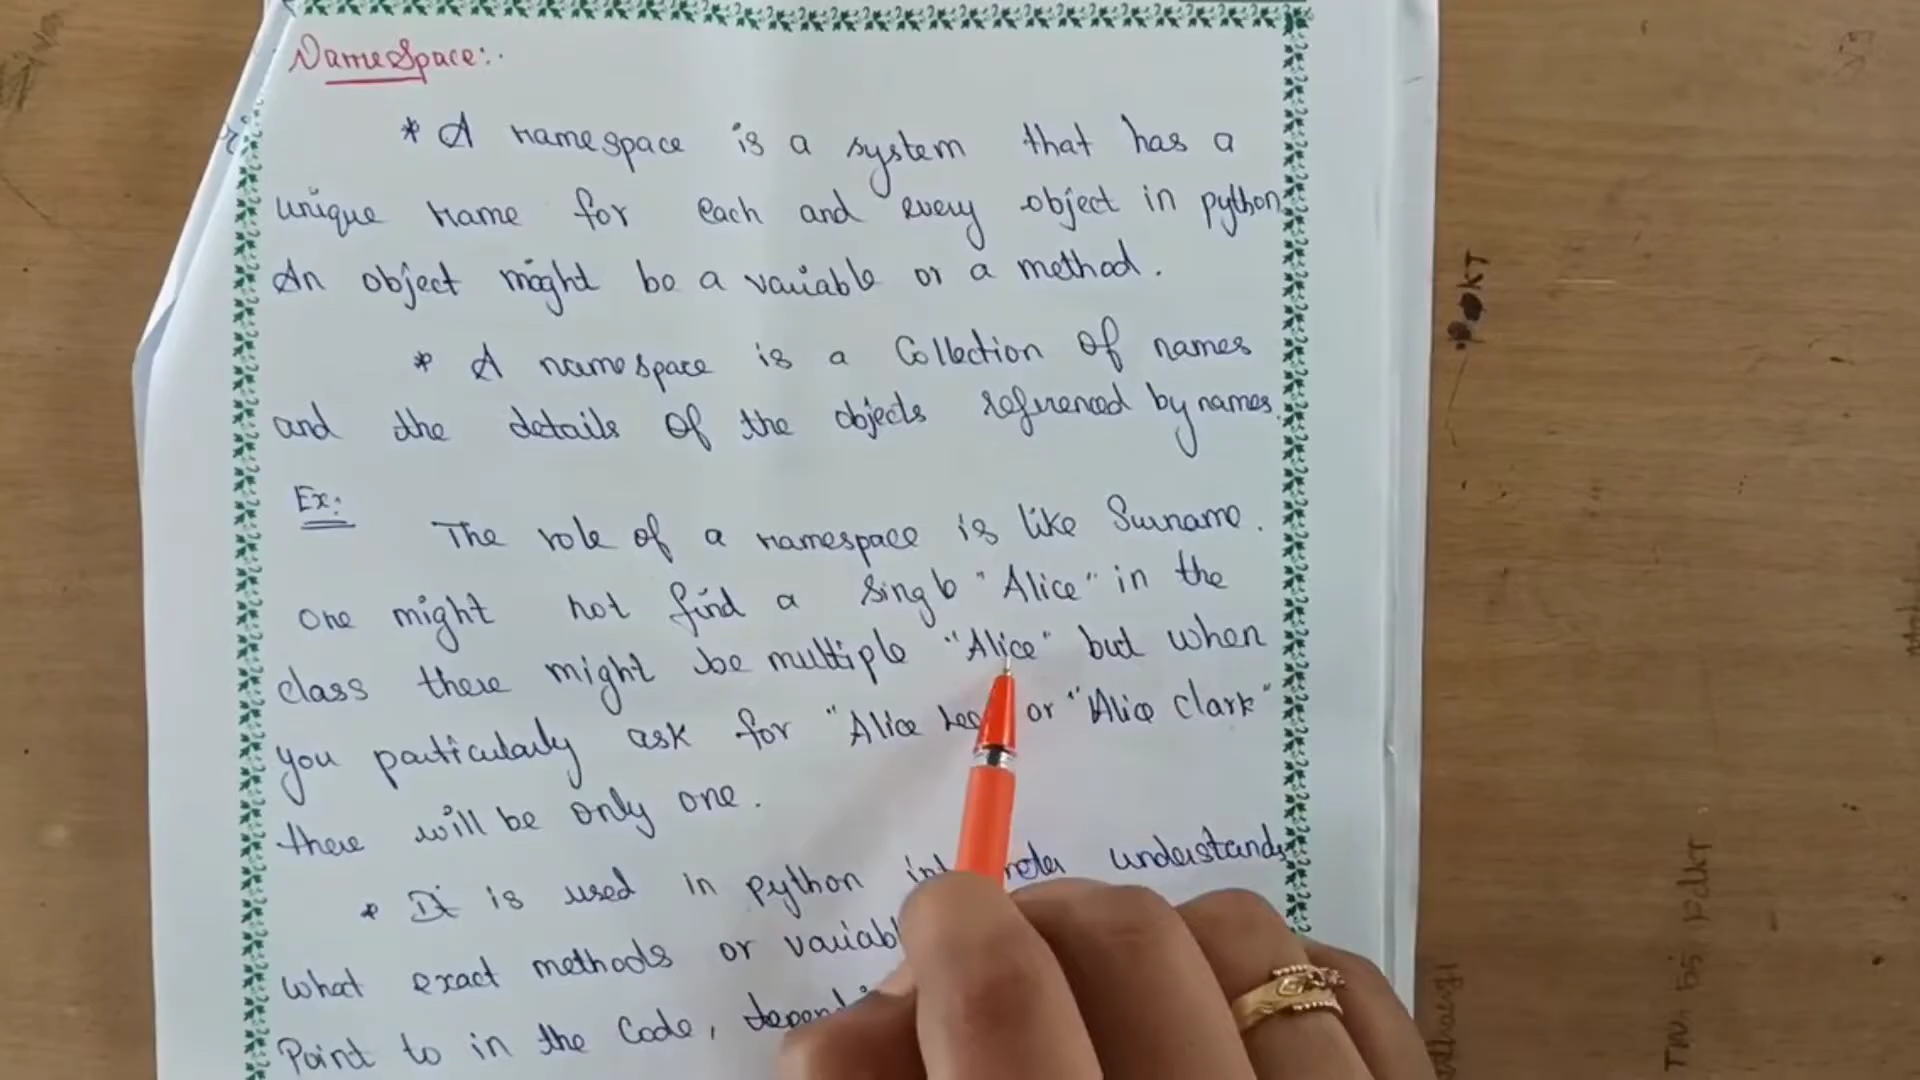 Namespace:-
* A namespace is a system that has a
unique name for each and every object in python
An object might be a variable or a method.
* A namespace is a Collection of names
and the details of the objects referenced by names.
Ex:
The role of a namespace is like Surname.
one might not find a single "Alice" in the
class there might be multiple "Alice" but when
you particularly ask for "Alice or "Alice Clark"
there will be only one.
* It is used in python understands
what exact methods or
Point to in the Code,